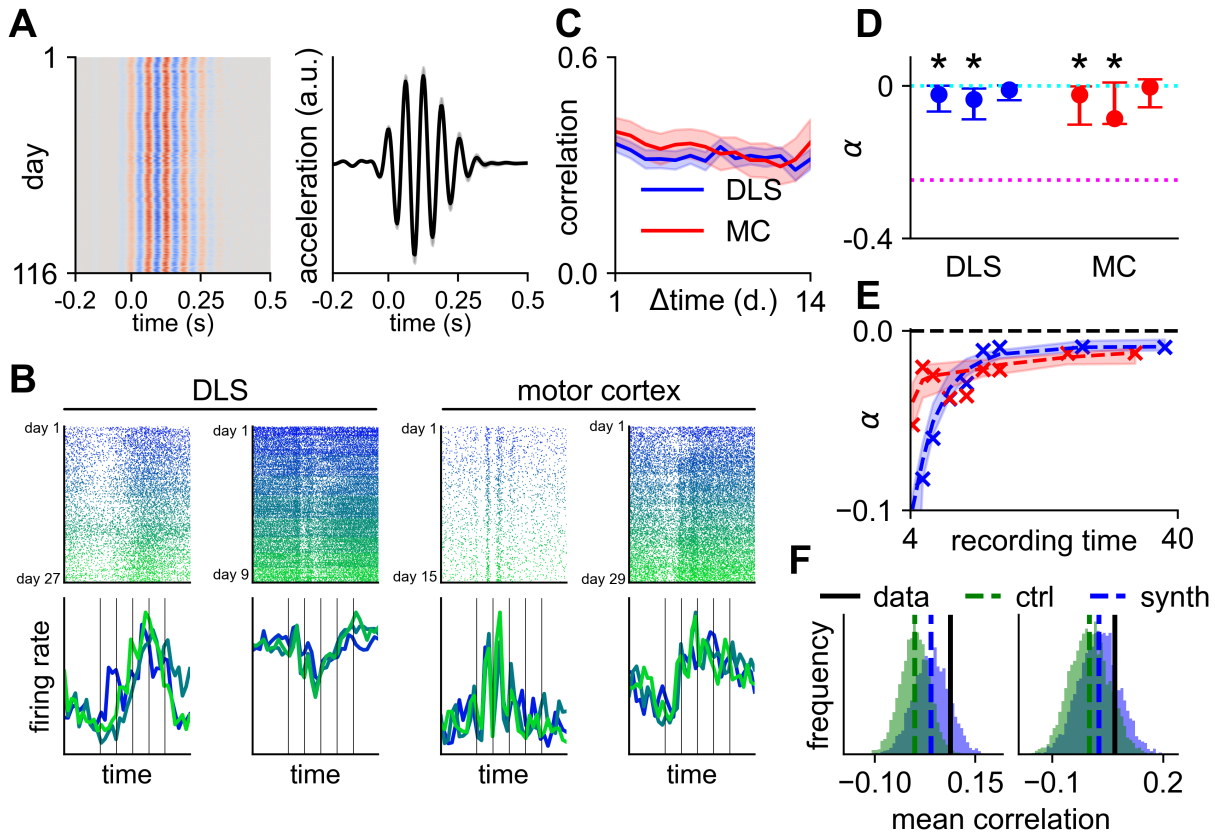 A
1
day
116
-0.2
0.0
0.25
0.5
time (s)
acceleration (a.u.)
-0.2
0.0
0.25
0.5
time (s)
C
0.6
correlation
0.0
DLS
MC
1
Δtime (d.)
14
D
* *
* *
0
α
-0.4
DLS
MC
E
0.0
α
−0.1
4
recording time
40
B
DLS
motor cortex
day 1
day 1
day 1
day 1
day 27
day 9
day 15
day 29
firing rate
time
time
time
time
F
data
ctrl
synth
frequency
−0.10
0.15
−0.1
0.2
mean correlation